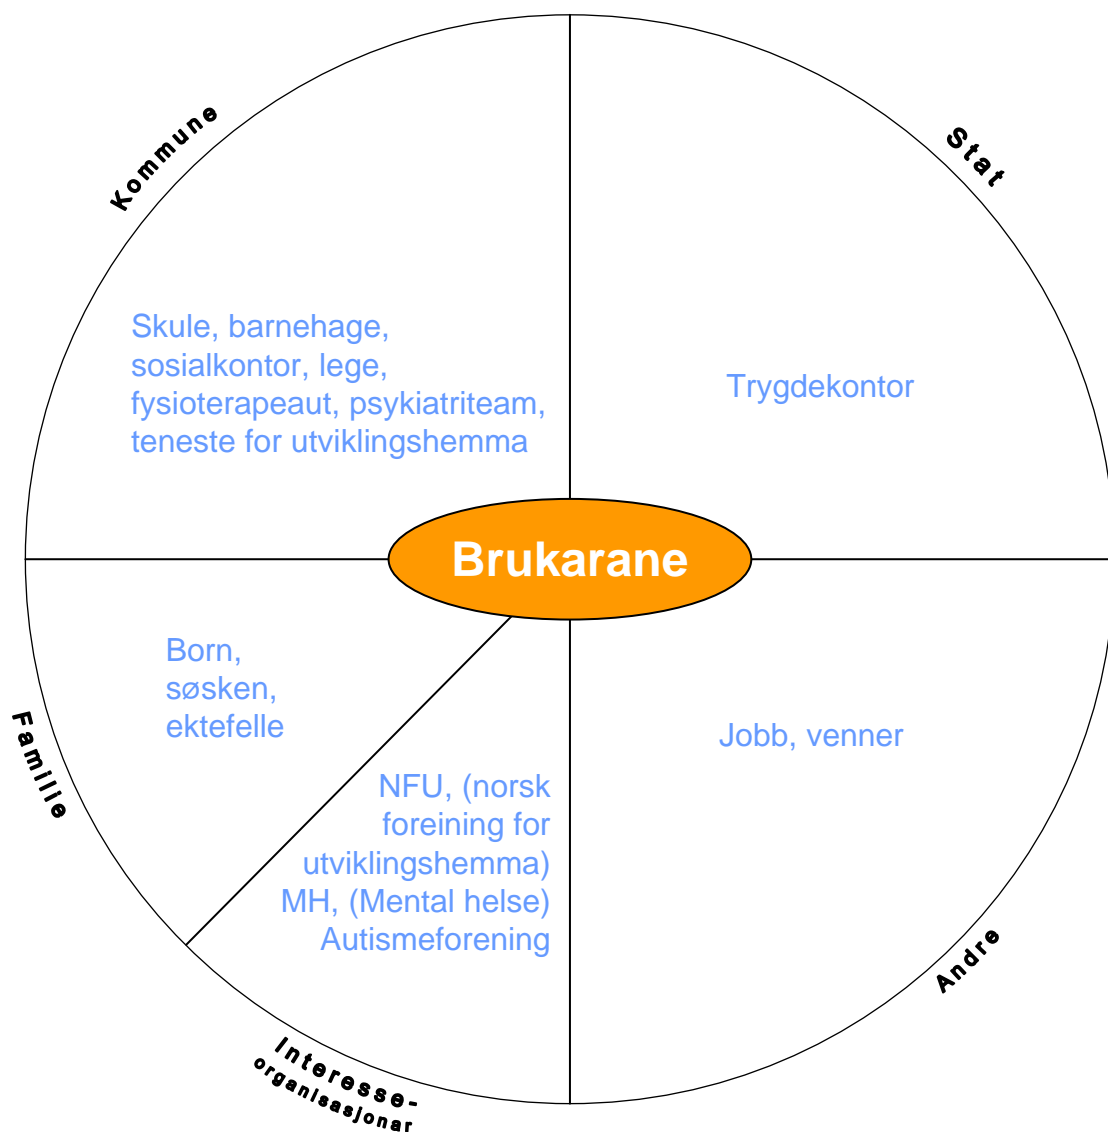 Kommune
Stat
Skule, barnehage,
sosialkontor, lege,
fysioterapeaut, psykiatriteam,
teneste for utviklingshemma
Trygdekontor
Brukarane
Born,
søsken,
ektefelle
Familie
NFU, (norsk
foreining for
utviklingshemma)
MH, (Mental helse)
Autismeforening
Jobb, venner
Andre
Interesse-
organisasjonar